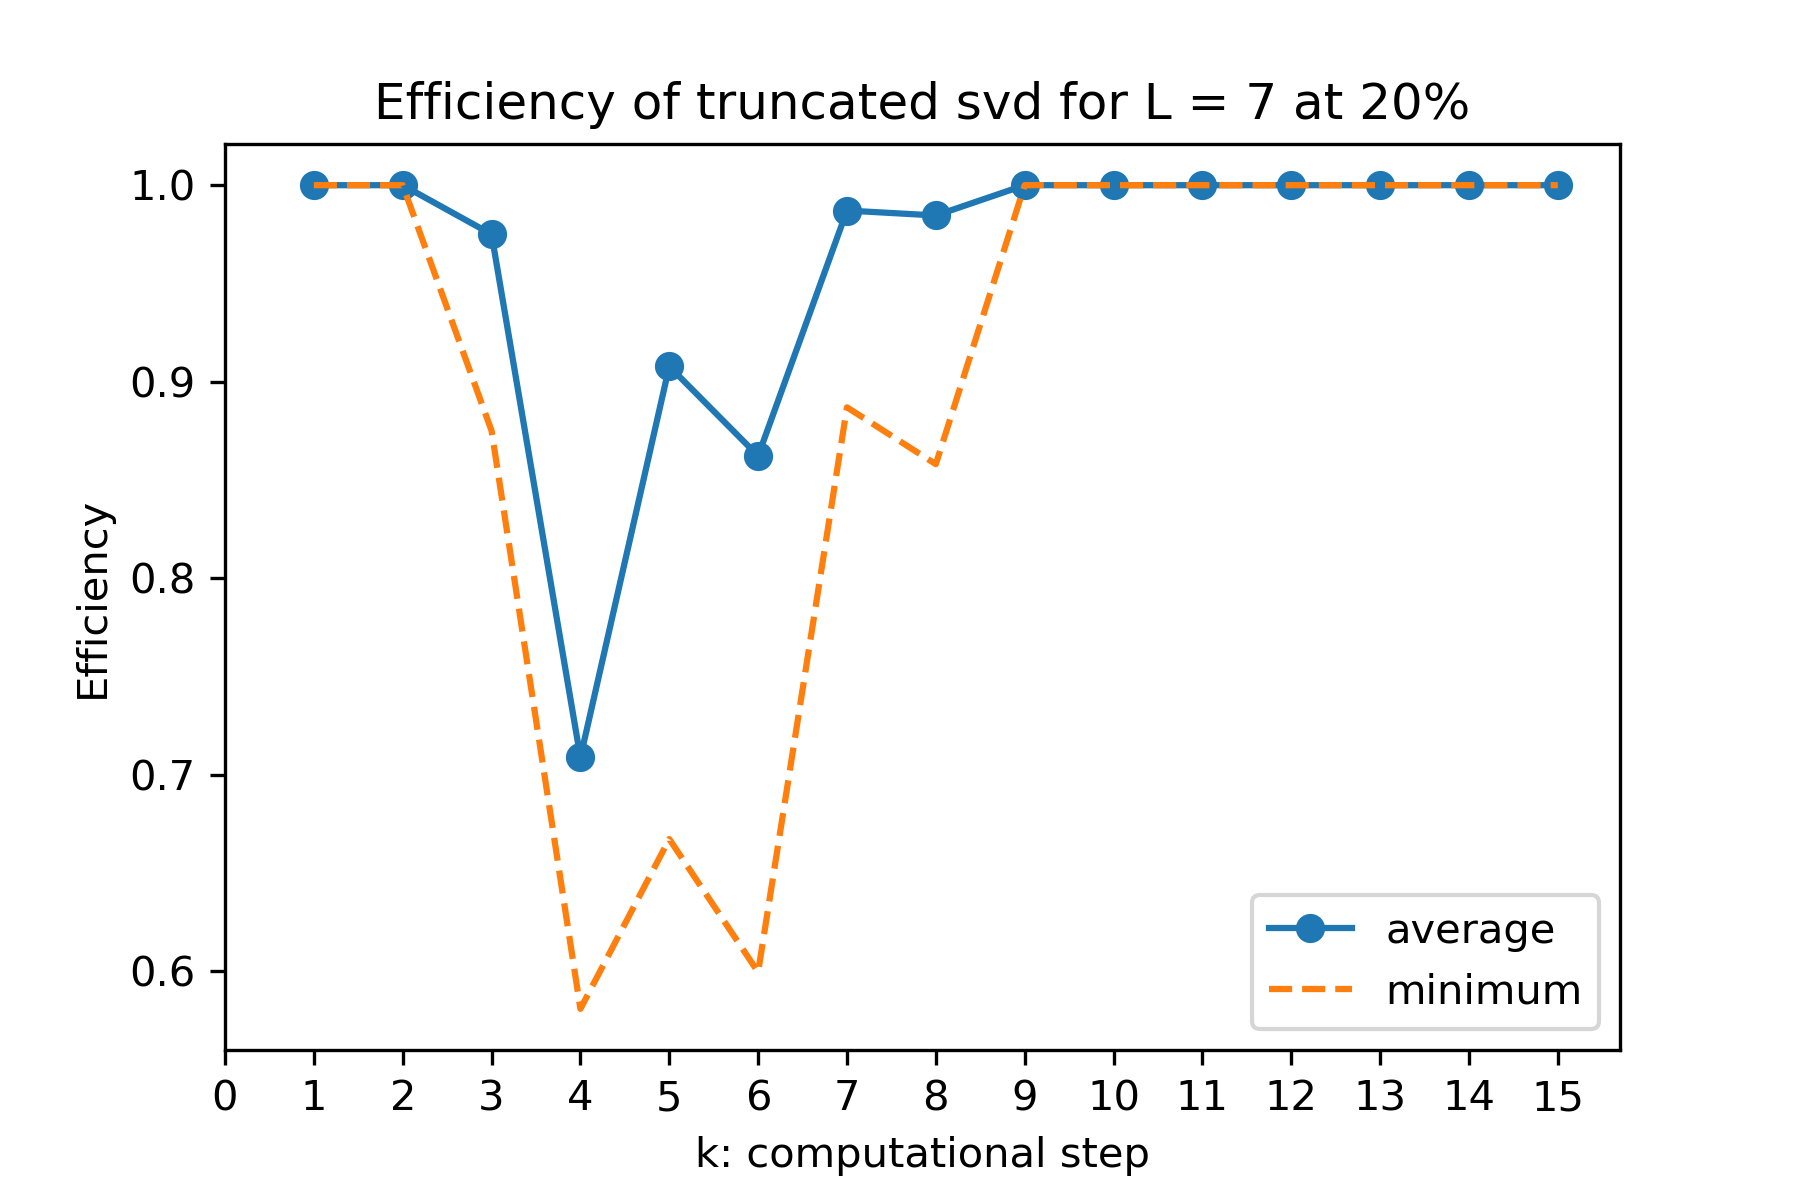 Efficiency of truncated svd for L = 7 at 20%
1.0
0.9
0.8
0.7
0.6
Efficiency
average
minimum
0 1 2 3 4 5 6 7 8 9 10 11 12 13 14 15
k: computational step